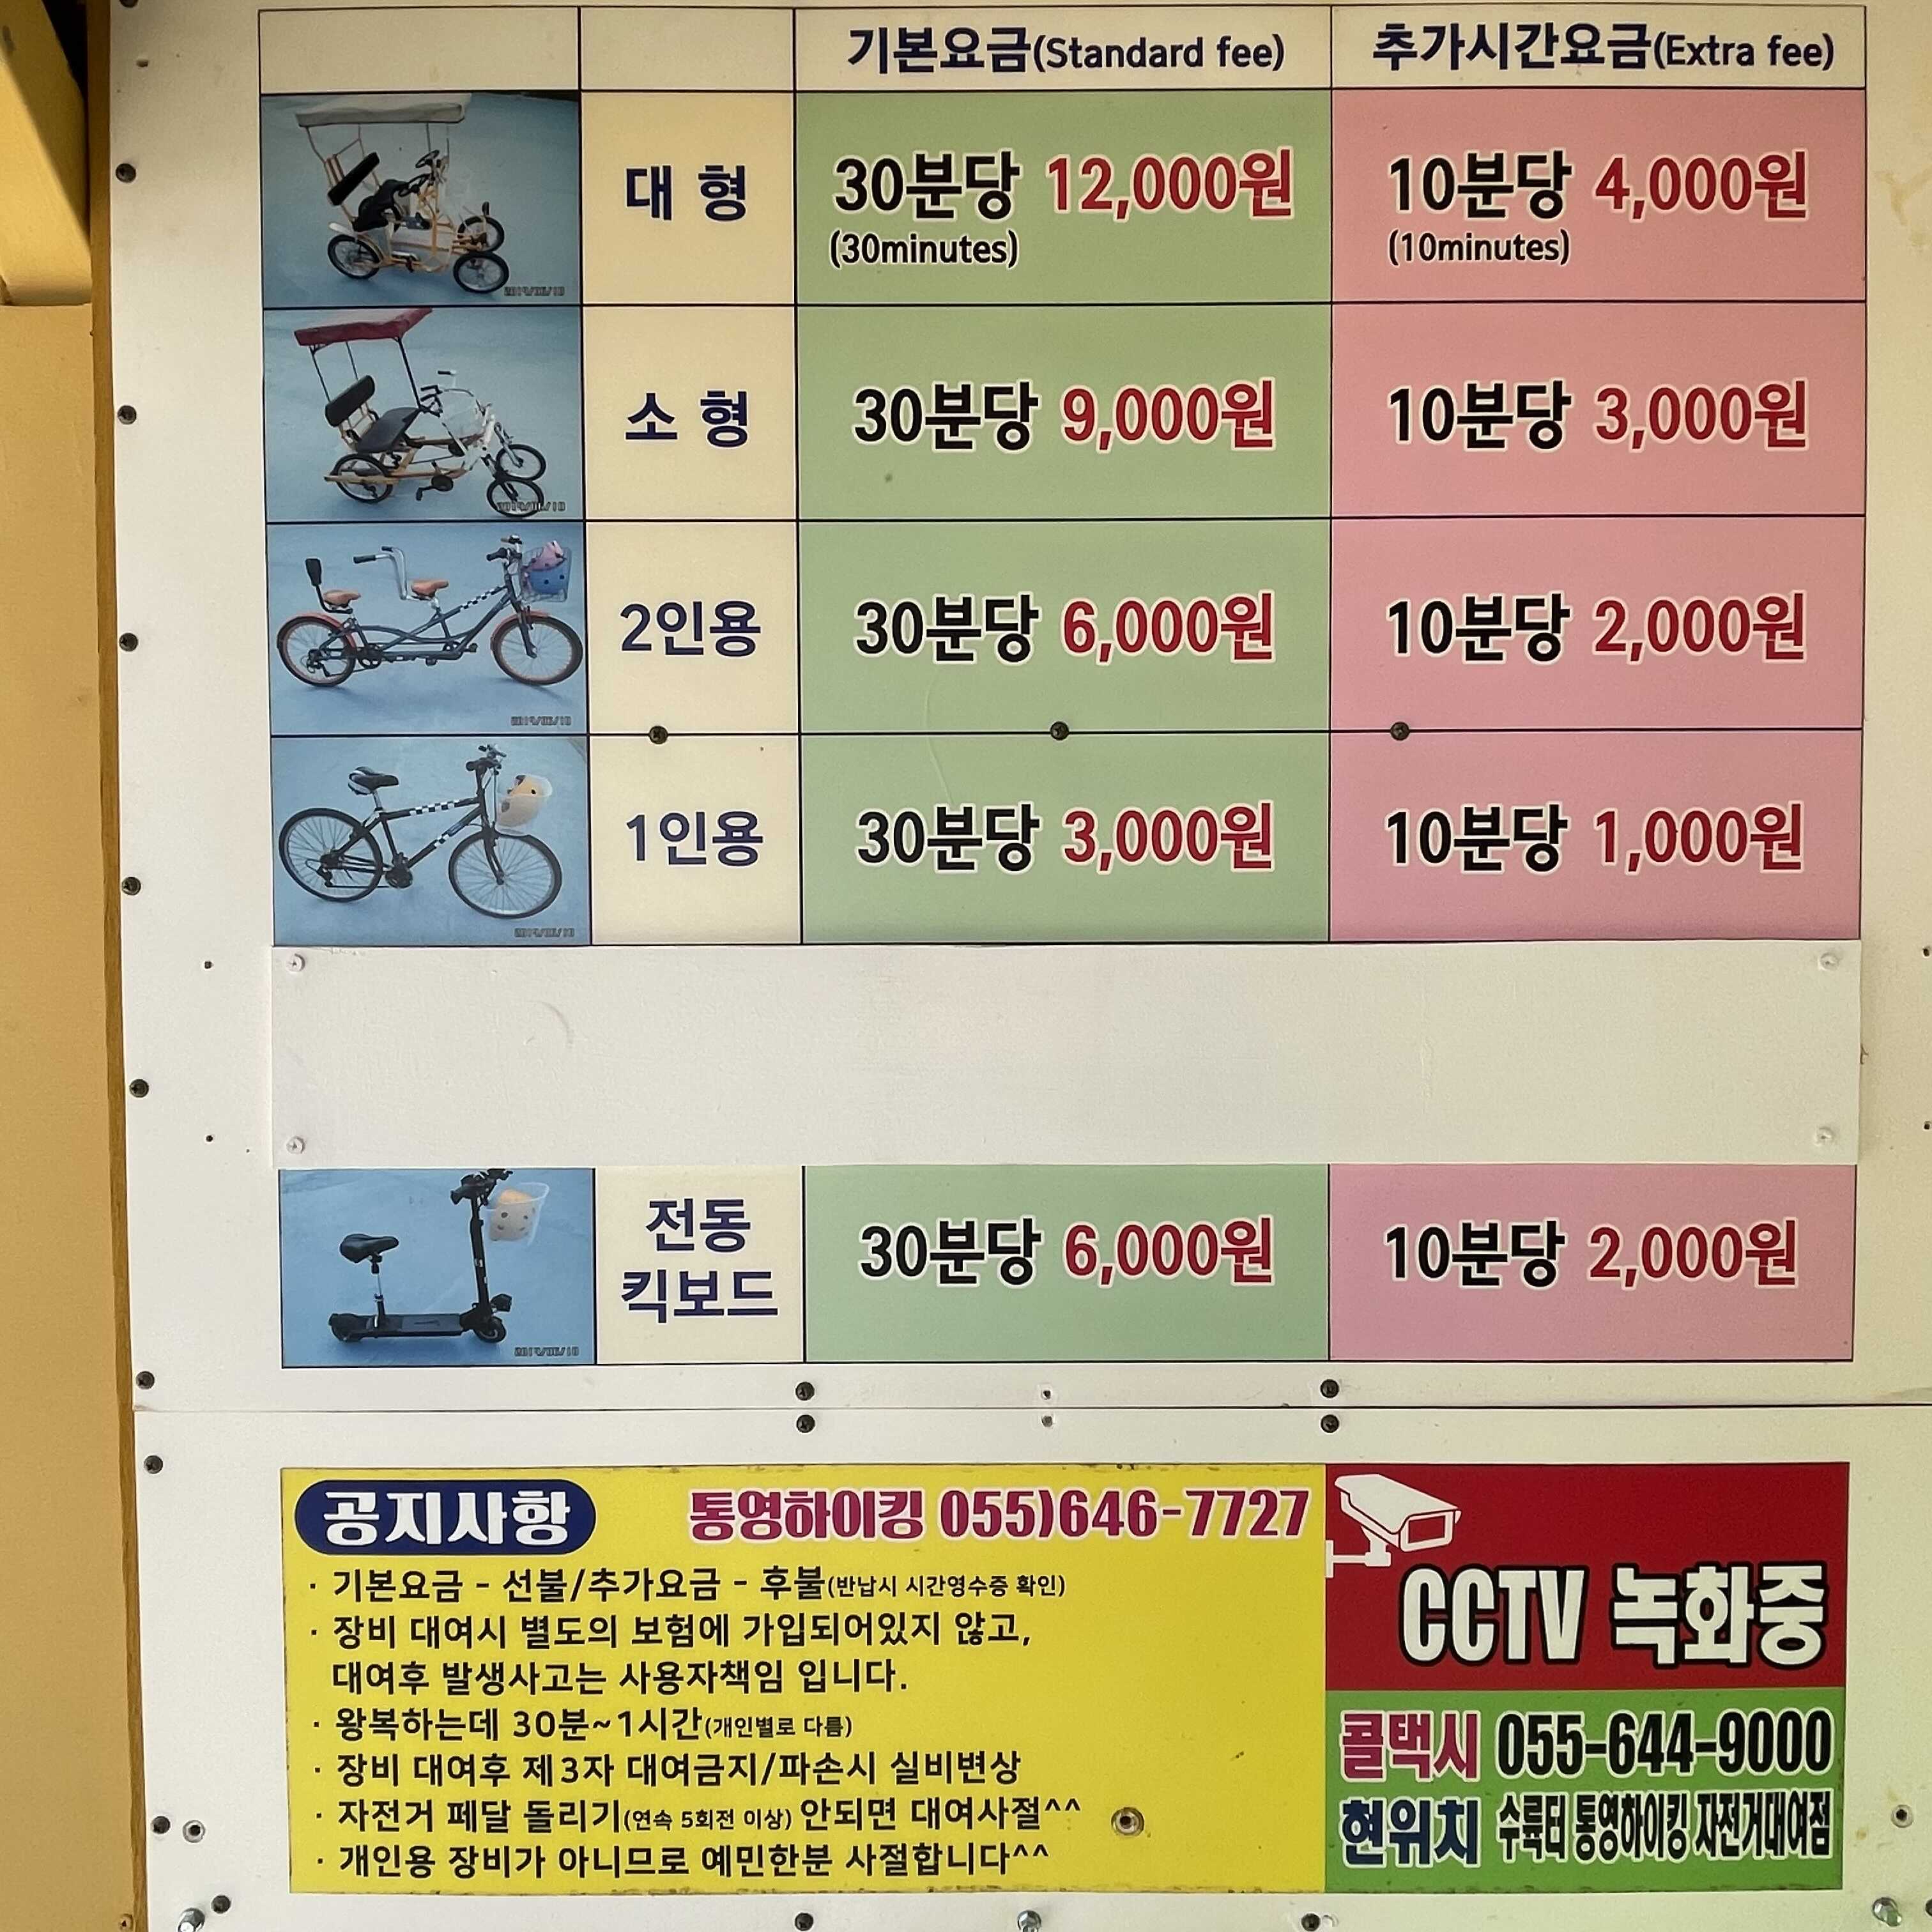 기본요금(Standard fee) 추가시간요금(Extra fee)
대 형 30분당 12,000원 10분당 4,000원
(30minutes) (10minutes)
소 형 30분당 9,000원 10분당 3,000원
2인용 30분당 6,000원 10분당 2,000원
1인용 30분당 3,000원 10분당 1,000원
전동
킥보드 30분당 6,000원 10분당 2,000원
공지사항 통영하이킹 055)646-7727
· 기본요금 - 선불/추가요금 - 후불(반납시 시간영수증 확인)
· 장비 대여시 별도의 보험에 가입되어있지 않고,
대여후 발생사고는 사용자책임 입니다.
· 왕복하는데 30분~1시간(개인별로 다름)
· 장비 대여후 제3자 대여금지/파손시 실비변상
· 자전거 페달 돌리기(연속 5회전 이상) 안되면 대여사절^^
· 개인용 장비가 아니므로 예민한분 사절합니다^^
CCTV 녹화중
콜택시 055-644-9000
현위치 수륙터 통영하이킹 자전거대여점